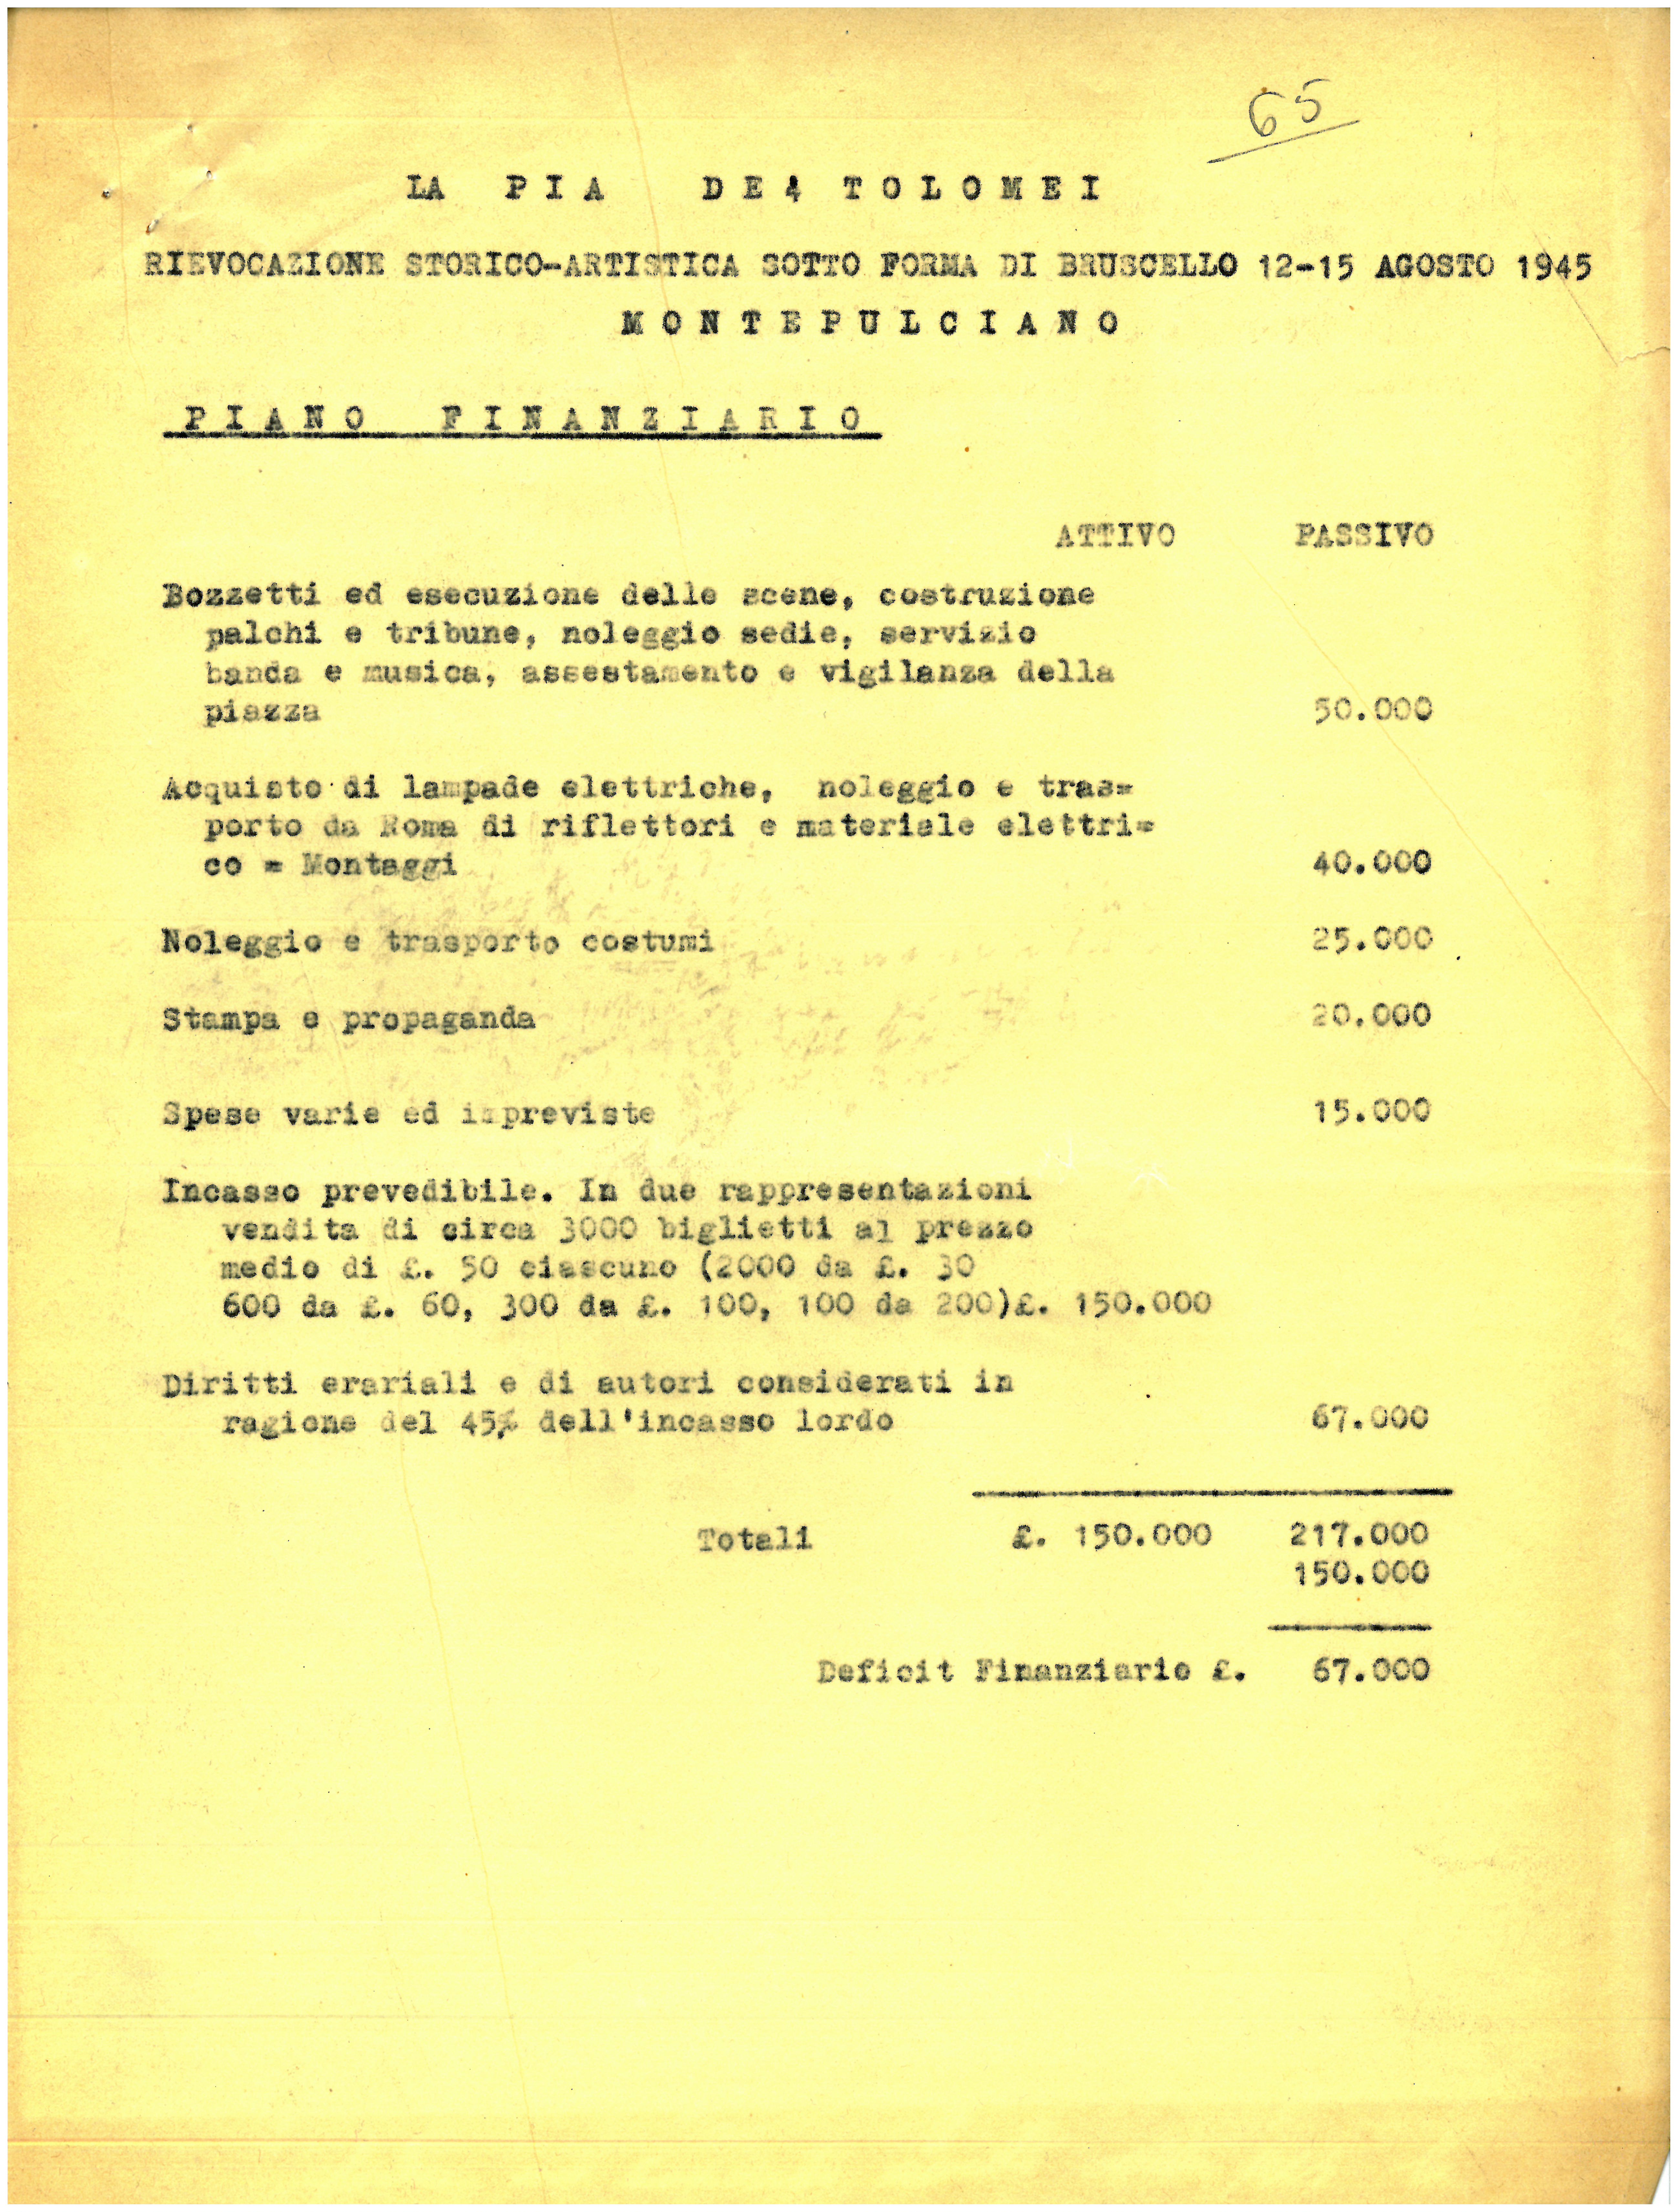 65
LA PIA DE' TOLOMEI
RIEVOCAZIONE STORICO-ARTISTICA SOTTO FORMA DI BRUSCELLO 12-15 AGOSTO 1945
MONTEPULCIANO
PIANO FINANZIARIO
ATTIVO PASSIVO
Bozzetti ed esecuzione delle scene, costruzione
palchi e tribune, noleggio sedie, servizio
banda e musica, assestamento e vigilanza della
piazza 50.000
Acquisto di lampade elettriche, noleggio e tras=
porto da Roma di riflettori e materiale elettri=
co = Montaggi 40.000
Noleggio e trasporto costumi 25.000
Stampa e propaganda 20.000
Spese varie ed impreviste 15.000
Incasso prevedibile. In due rappresentazioni
vendita di circa 3000 biglietti al prezzo
medio di £. 50 ciascuno (2000 da £. 30
600 da £. 60, 300 da £. 100, 100 da 200)£. 150.000
Diritti erariali e di autori considerati in
ragione del 45% dell'incasso lordo 67.000
Totali £. 150.000 217.000
150.000
Deficit Finanziario £. 67.000